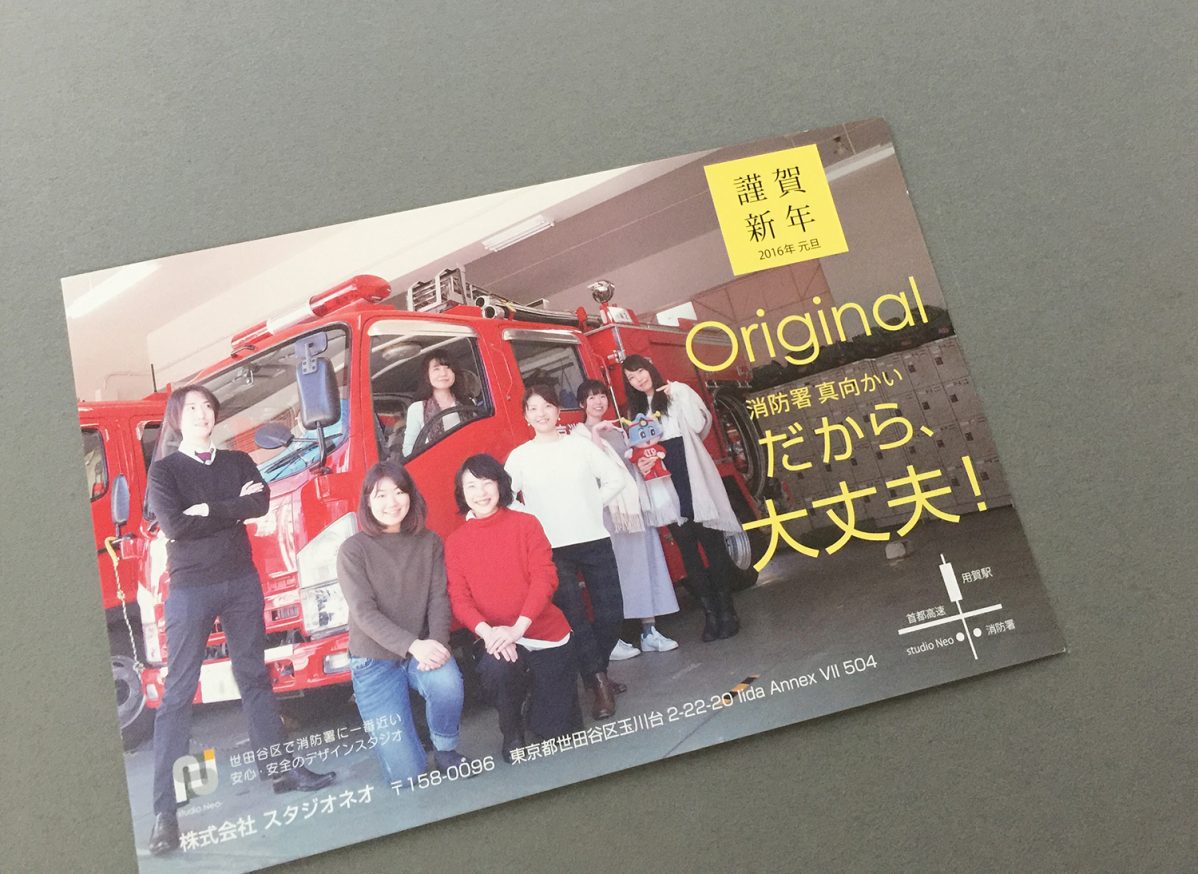 謹賀
新年
2016年 元旦
Original
消防署 真向かい
だから、
大丈夫!
用賀駅
首都高速
studio Neo
消防署
世田谷区で消防署に一番近い
安心・安全のデザインスタジオ
studio Neo
株式会社 スタジオネオ 〒158-0096 東京都世田谷区玉川台 2-22-20 Iida Annex VII 504